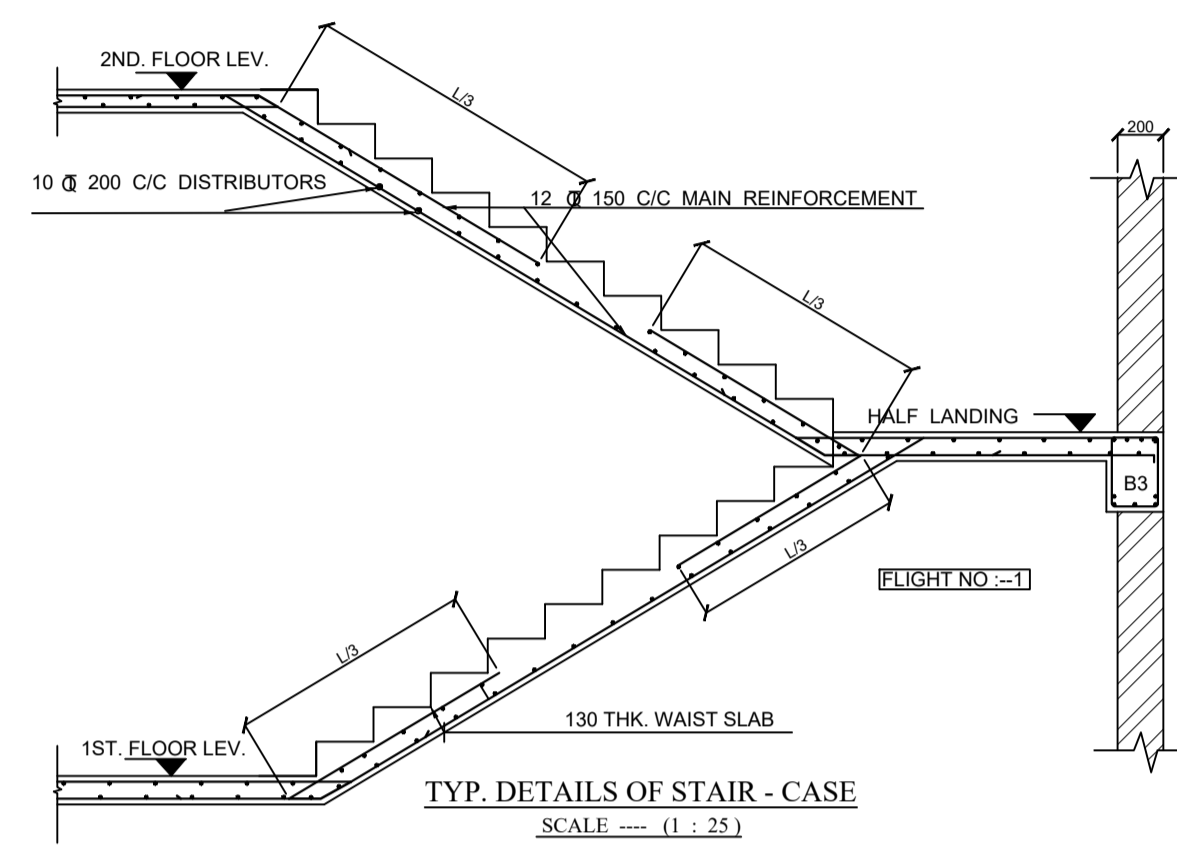 2ND. FLOOR LEV.
L/3
200
10 Ꚍ 200 C/C DISTRIBUTORS
12 Ꚍ 150 C/C MAIN REINFORCEMENT
L/3
HALF LANDING
B3
L/3
FLIGHT NO :--1
L/3
130 THK. WAIST SLAB
1ST. FLOOR LEV.
TYP. DETAILS OF STAIR - CASE
SCALE ---- (1 : 25)